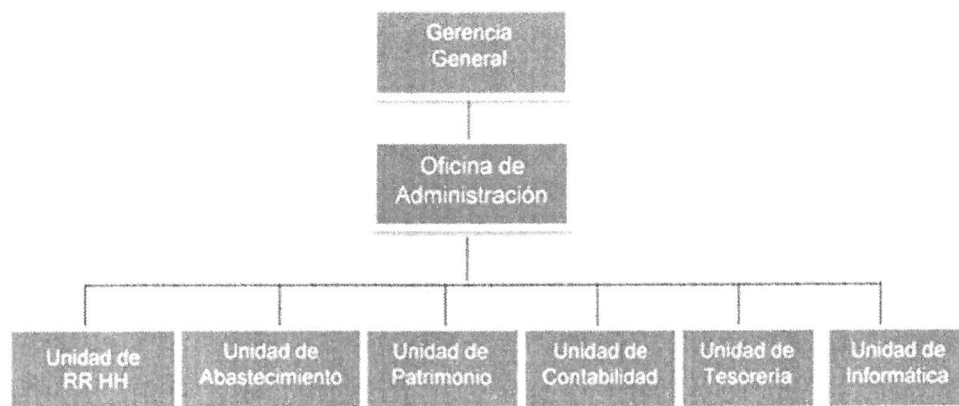 Gerencia
General
Oficina de
Administración
Unidad de
RR HH
Unidad de
Abastecimiento
Unidad de
Patrimonio
Unidad de
Contabilidad
Unidad de
Tesorería
Unidad de
Informática